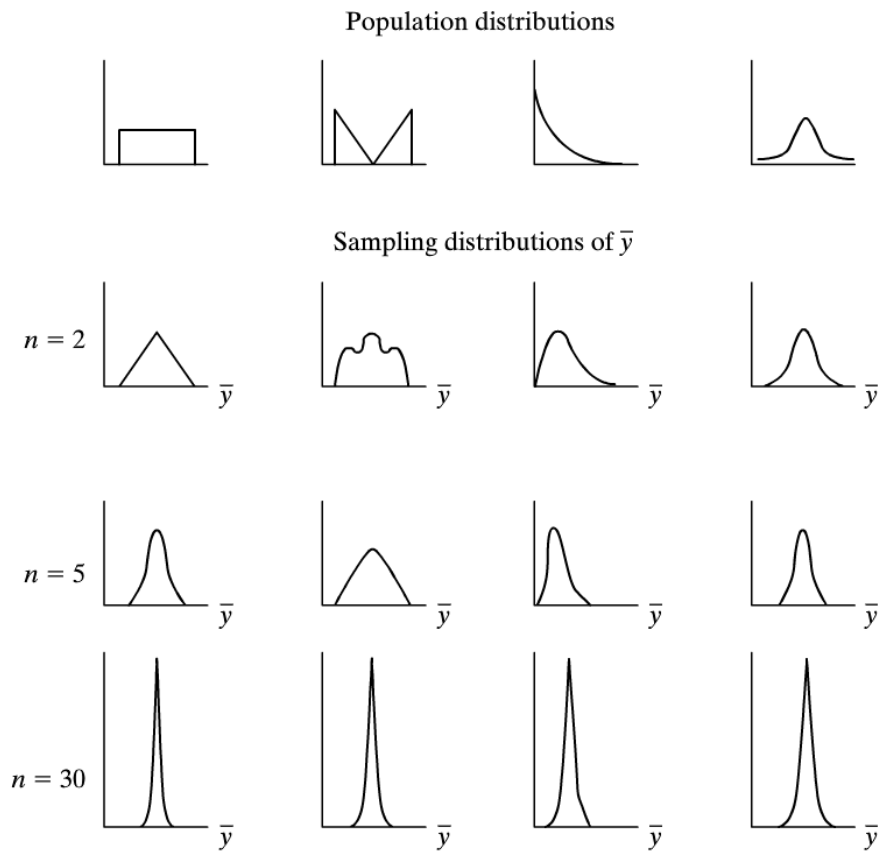 Population distributions
Sampling distributions of y̅
n = 2
y̅
y̅
y̅
y̅
n = 5
y̅
y̅
y̅
y̅
n = 30
y̅
y̅
y̅
y̅